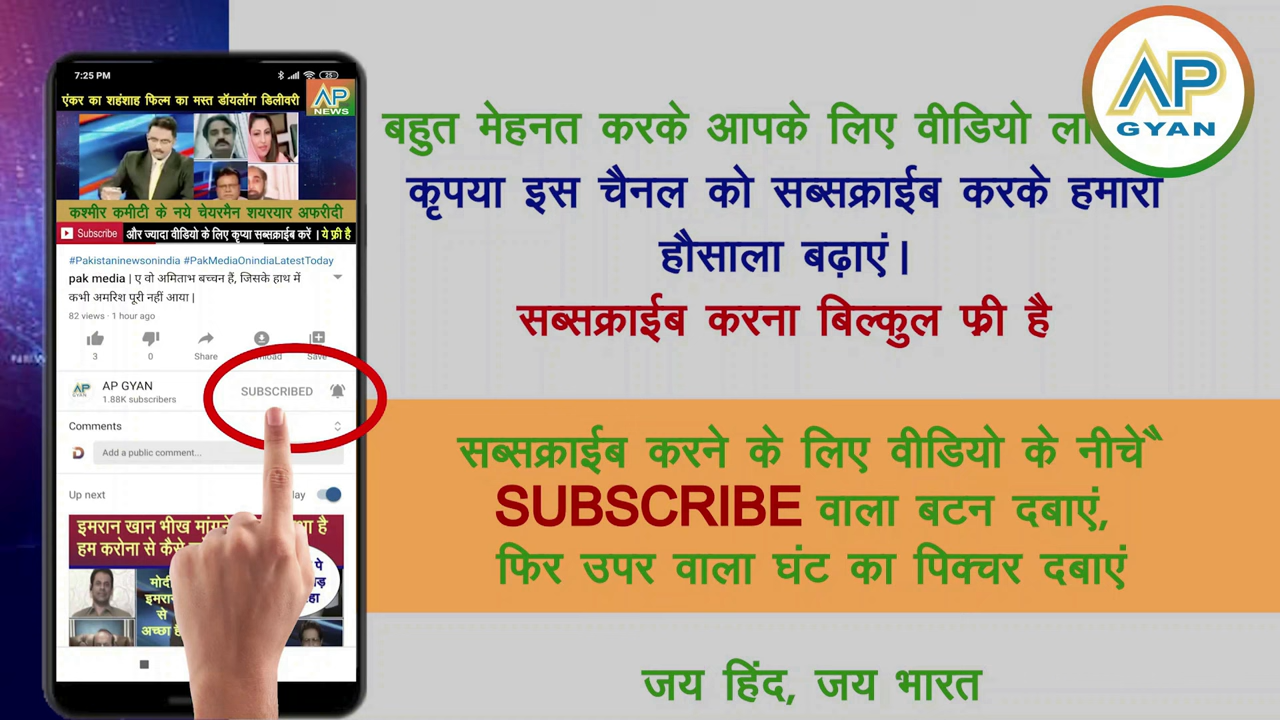 7:25 PM
25
एंकर का शहंशाह फिल्म का मस्त डॉयलॉग डिलीवरी
AP
NEWS
कश्मीर कमीटी के नये चेयरमैन शयरयार अफरीदी
Subscribe और ज्यादा वीडियो के लिए कृप्या सब्सक्राईब करें । ये फ्री है
#Pakistaninewsonindia #PakMediaOnindiaLatestToday
pak media | ए वो अमिताभ बच्चन हैं, जिसके हाथ में
कभी अमरिश पूरी नहीं आया |
82 views · 1 hour ago
3 0 Share Save
AP GYAN
1.88K subscribers
SUBSCRIBED
Comments
Add a public comment...
Up next
इमरान खान भीख मांगने है
हम करोना से कैसे
मोदी
इमरान
से
अच्छा है
AP
GYAN
बहुत मेहनत करके आपके लिए वीडियो
कृपया इस चैनल को सब्सक्राईब करके हमारा
हौसाला बढ़ाएं।
सब्सक्राईब करना बिल्कुल फ्री है
सब्सक्राईब करने के लिए वीडियो के नीचे"
SUBSCRIBE वाला बटन दबाएं,
फिर उपर वाला घंट का पिक्चर दबाएं
जय हिंद, जय भारत